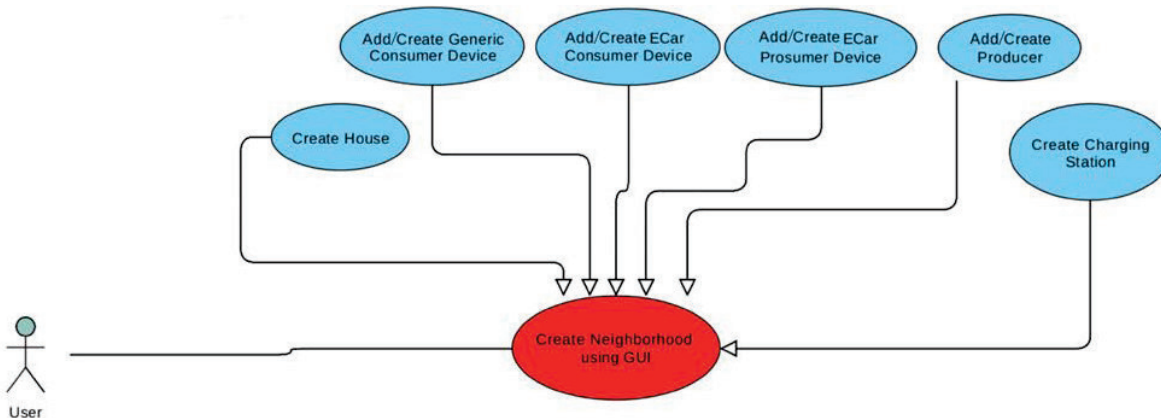 Add/Create Generic
Consumer Device
Add/Create ECar
Consumer Device
Add/Create ECar
Prosumer Device
Add/Create
Producer
Create House
Create Charging
Station
Create Neighborhood
using GUI
User